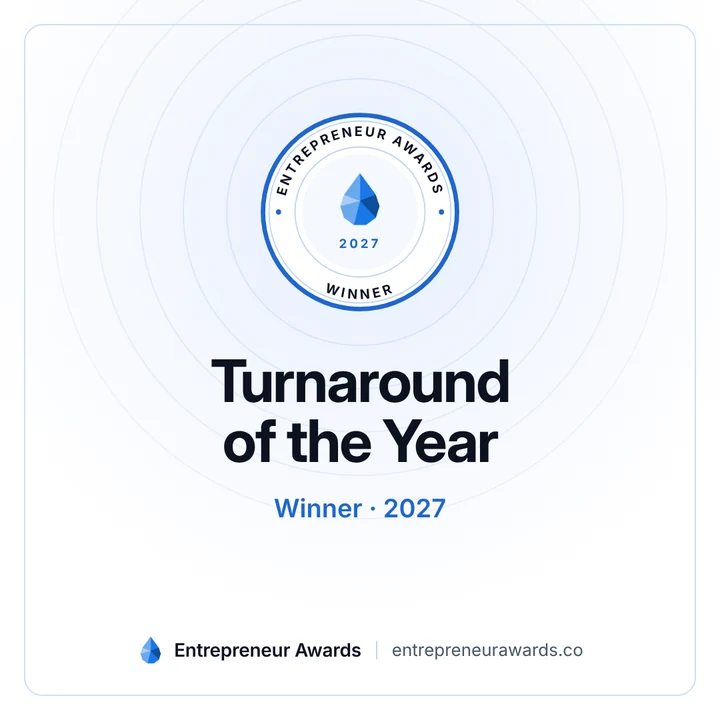 ENTREPRENEUR AWARDS
2027
WINNER
Turnaround
of the Year
Winner · 2027
Entrepreneur Awards | entrepreneurawards.co